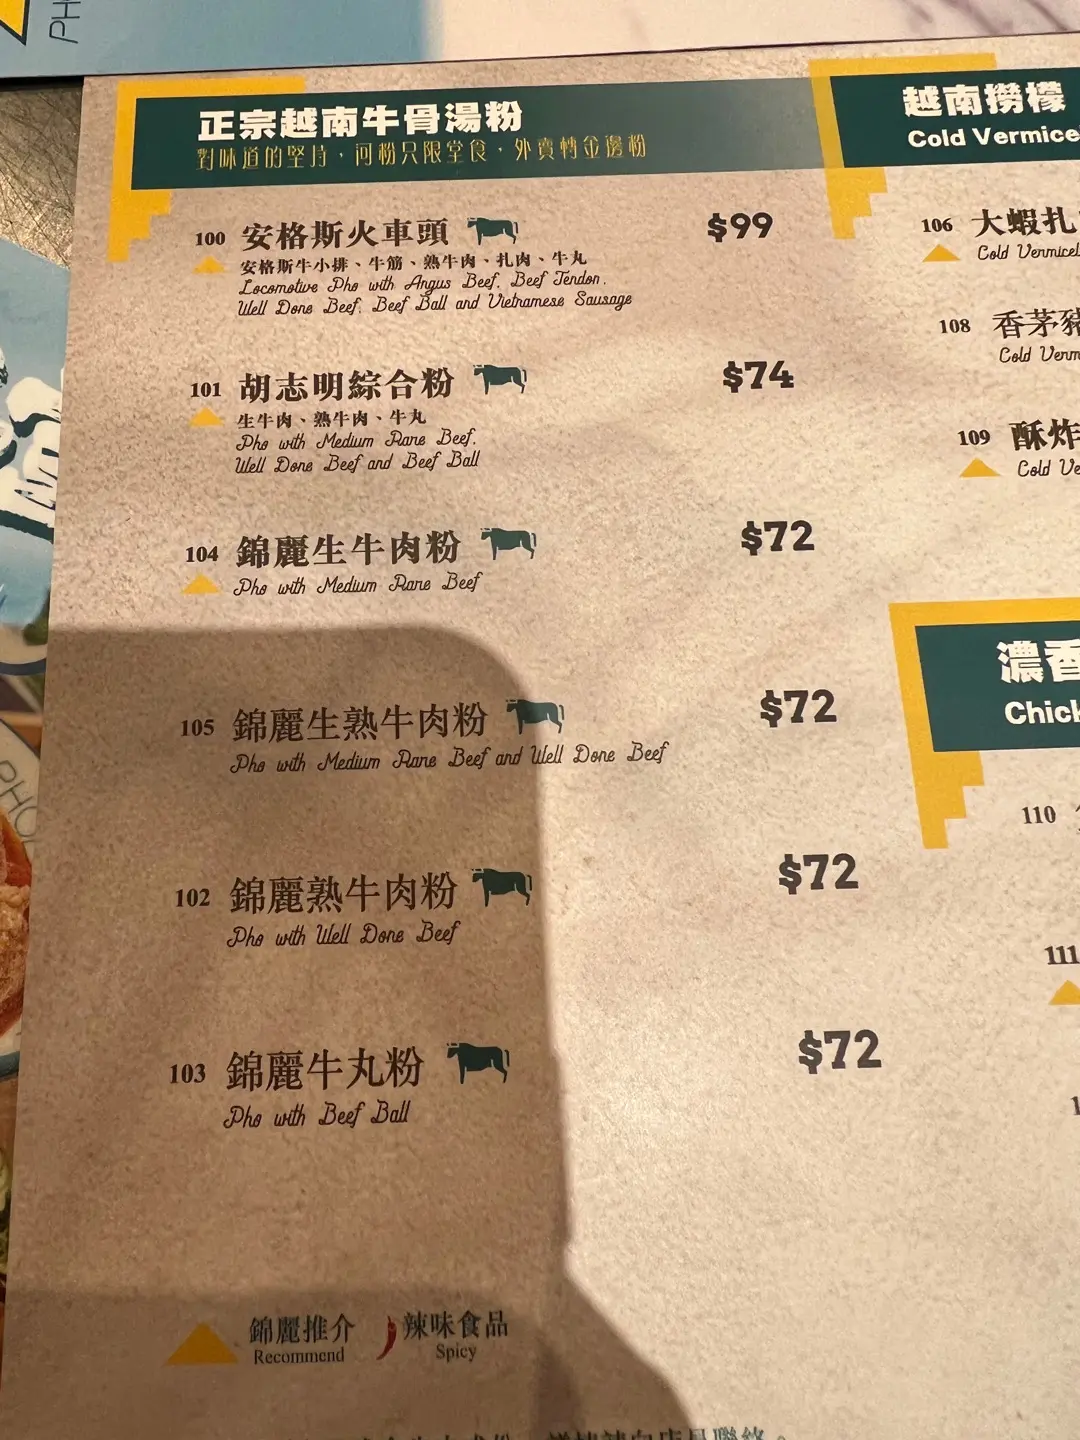 PH
正宗越南牛骨湯粉
對味道的堅持，河粉只限堂食，外賣轉金邊粉
100 安格斯火車頭 $99
安格斯牛小排、牛筋、熟牛肉、扎肉、牛丸
Locomotive Pho with Angus Beef, Beef Tendon,
Well Done Beef, Beef Ball and Vietnamese Sausage
101 胡志明綜合粉 $74
生牛肉、熟牛肉、牛丸
Pho with Medium Rare Beef,
Well Done Beef and Beef Ball
104 錦麗生牛肉粉 $72
Pho with Medium Rare Beef
105 錦麗生熟牛肉粉 $72
Pho with Medium Rare Beef and Well Done Beef
102 錦麗熟牛肉粉 $72
Pho with Well Done Beef
103 錦麗牛丸粉 $72
Pho with Beef Ball
錦麗推介
Recommend
辣味食品
Spicy
越南撈檬
Cold Vermice
106 大蝦扎
Cold Vermicel
108 香茅豬
Cold Verm
109 酥炸
Cold Ve
濃香
Chick
110
111
PHO